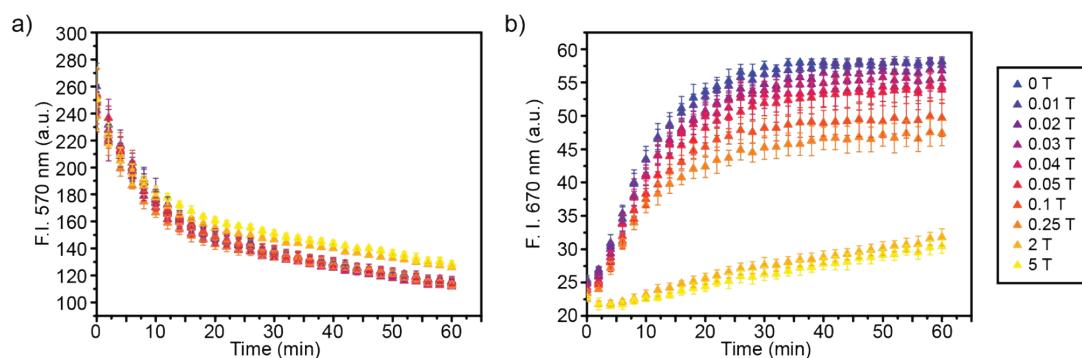 a)
F.I. 570 nm (a.u.)
300
280
260
240
220
200
180
160
140
120
100
0 10 20 30 40 50 60
Time (min)
b)
F. I. 670 nm (a.u.)
60
55
50
45
40
35
30
25
20
0 10 20 30 40 50 60
Time (min)
0 T
0.01 T
0.02 T
0.03 T
0.04 T
0.05 T
0.1 T
0.25 T
2 T
5 T